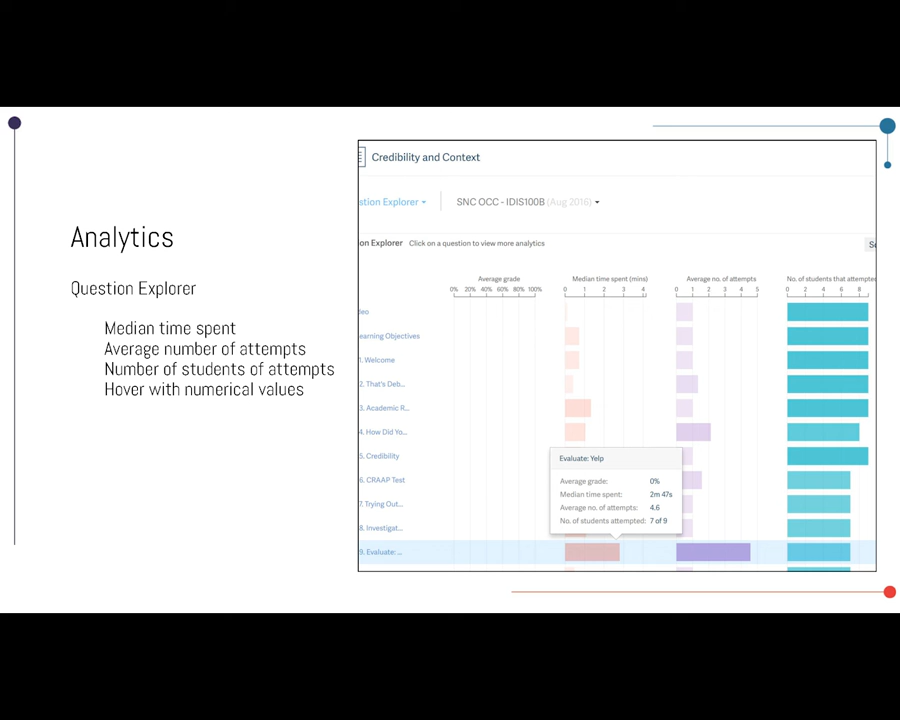 Credibility and Context
stion Explorer
SNC OCC - IDIS100B (Aug 2016)
on Explorer Click on a question to view more analytics
Analytics
Question Explorer
Median time spent
Average number of attempts
Number of students of attempts
Hover with numerical values
Average grade
Median time spent (mins)
Average no. of attempts
No. of students that attempted
0% 20% 40% 60% 80% 100%
0 1 2 3 4
0 1 2 3 4 5
0 2 4 6 8
deo
earning Objectives
1. Welcome
2. That's Deb...
3. Academic R...
4. How Did Yo...
5. Credibility
6. CRAAP Test
7. Trying Out...
8. Investigat...
9. Evaluate: ...
Evaluate: Yelp
Average grade: 0%
Median time spent: 2m 47s
Average no. of attempts: 4.6
No. of students attempted: 7 of 9